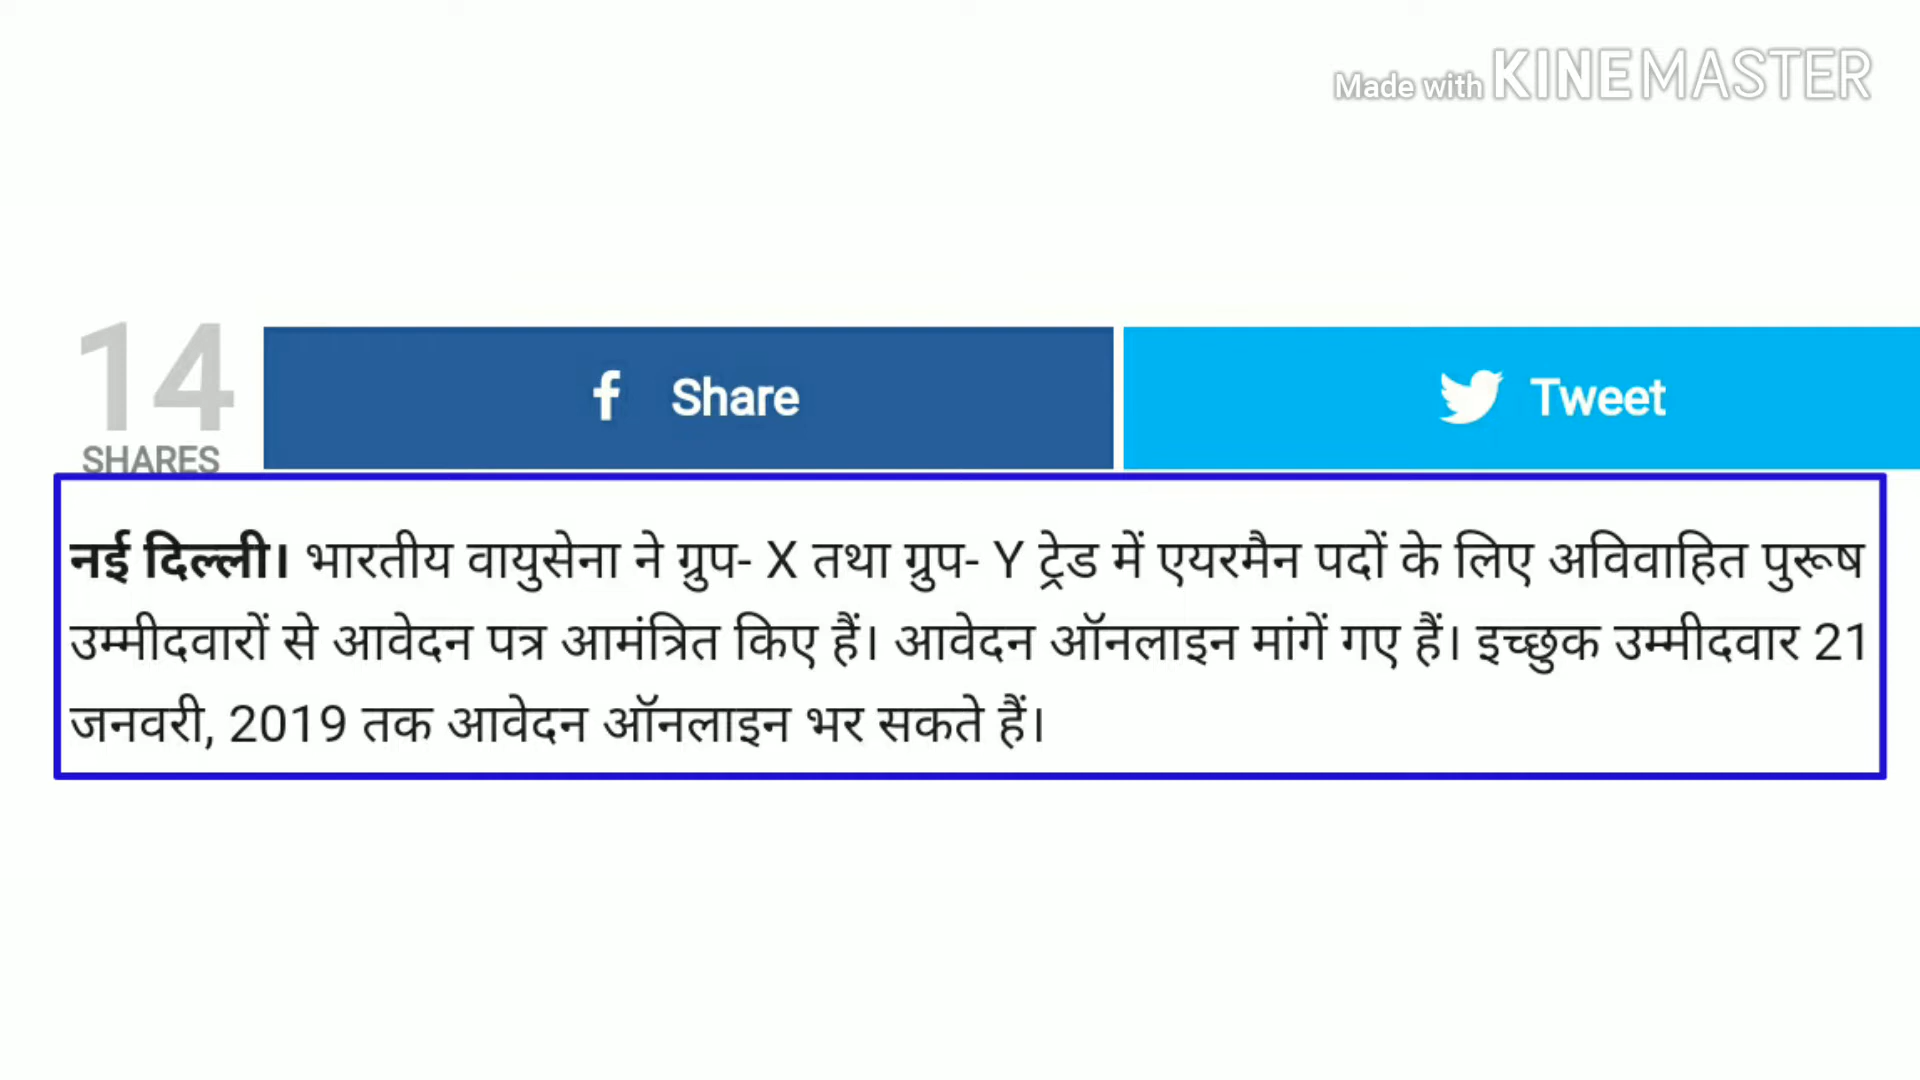 Made with KINEMASTER
14
SHARES
Share
Tweet
नई दिल्ली। भारतीय वायुसेना ने ग्रुप- X तथा ग्रुप- Y ट्रेड में एयरमैन पदों के लिए अविवाहित पुरूष
उम्मीदवारों से आवेदन पत्र आमंत्रित किए हैं। आवेदन ऑनलाइन मांगें गए हैं। इच्छुक उम्मीदवार 21
जनवरी, 2019 तक आवेदन ऑनलाइन भर सकते हैं।